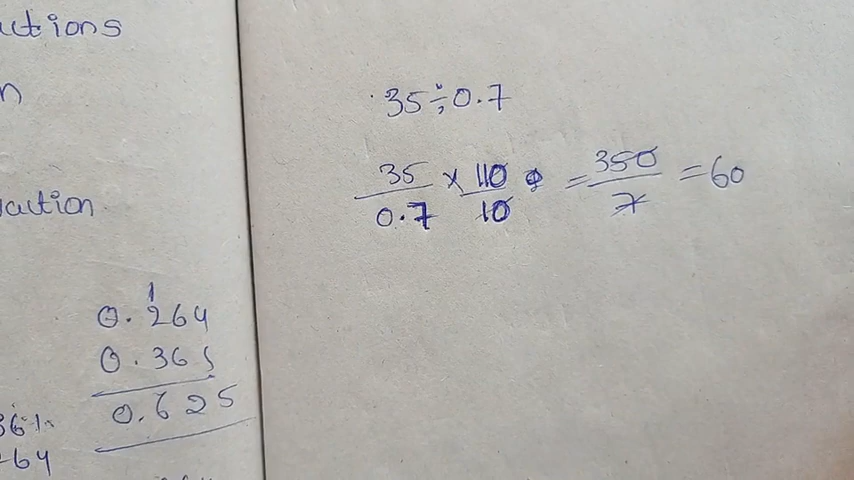 ctions
n
action
0.264
0.361
0.625
361.
64
35÷0.7
35/0.7 × 10/10 = 350/7 = 60